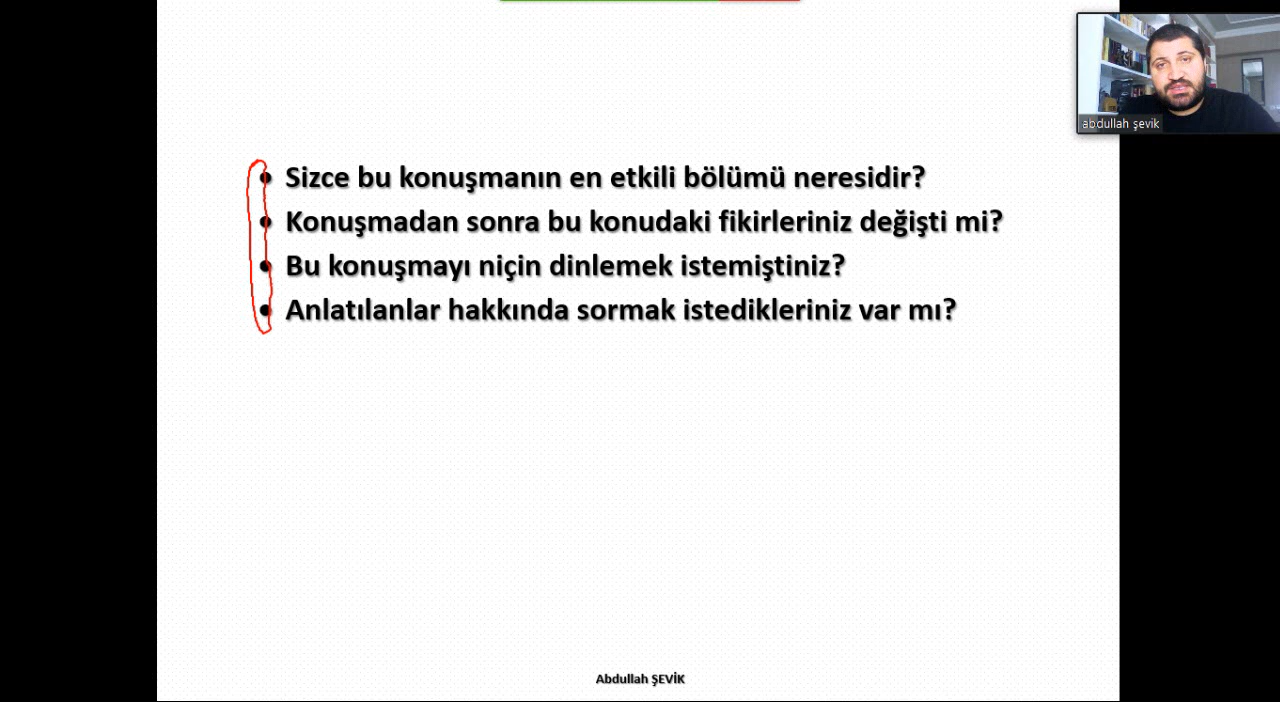 abdullah şevik
• Sizce bu konuşmanın en etkili bölümü neresidir?
• Konuşmadan sonra bu konudaki fikirleriniz değişti mi?
• Bu konuşmayı niçin dinlemek istemiştiniz?
• Anlatılanlar hakkında sormak istedikleriniz var mı?
Abdullah ŞEVİK